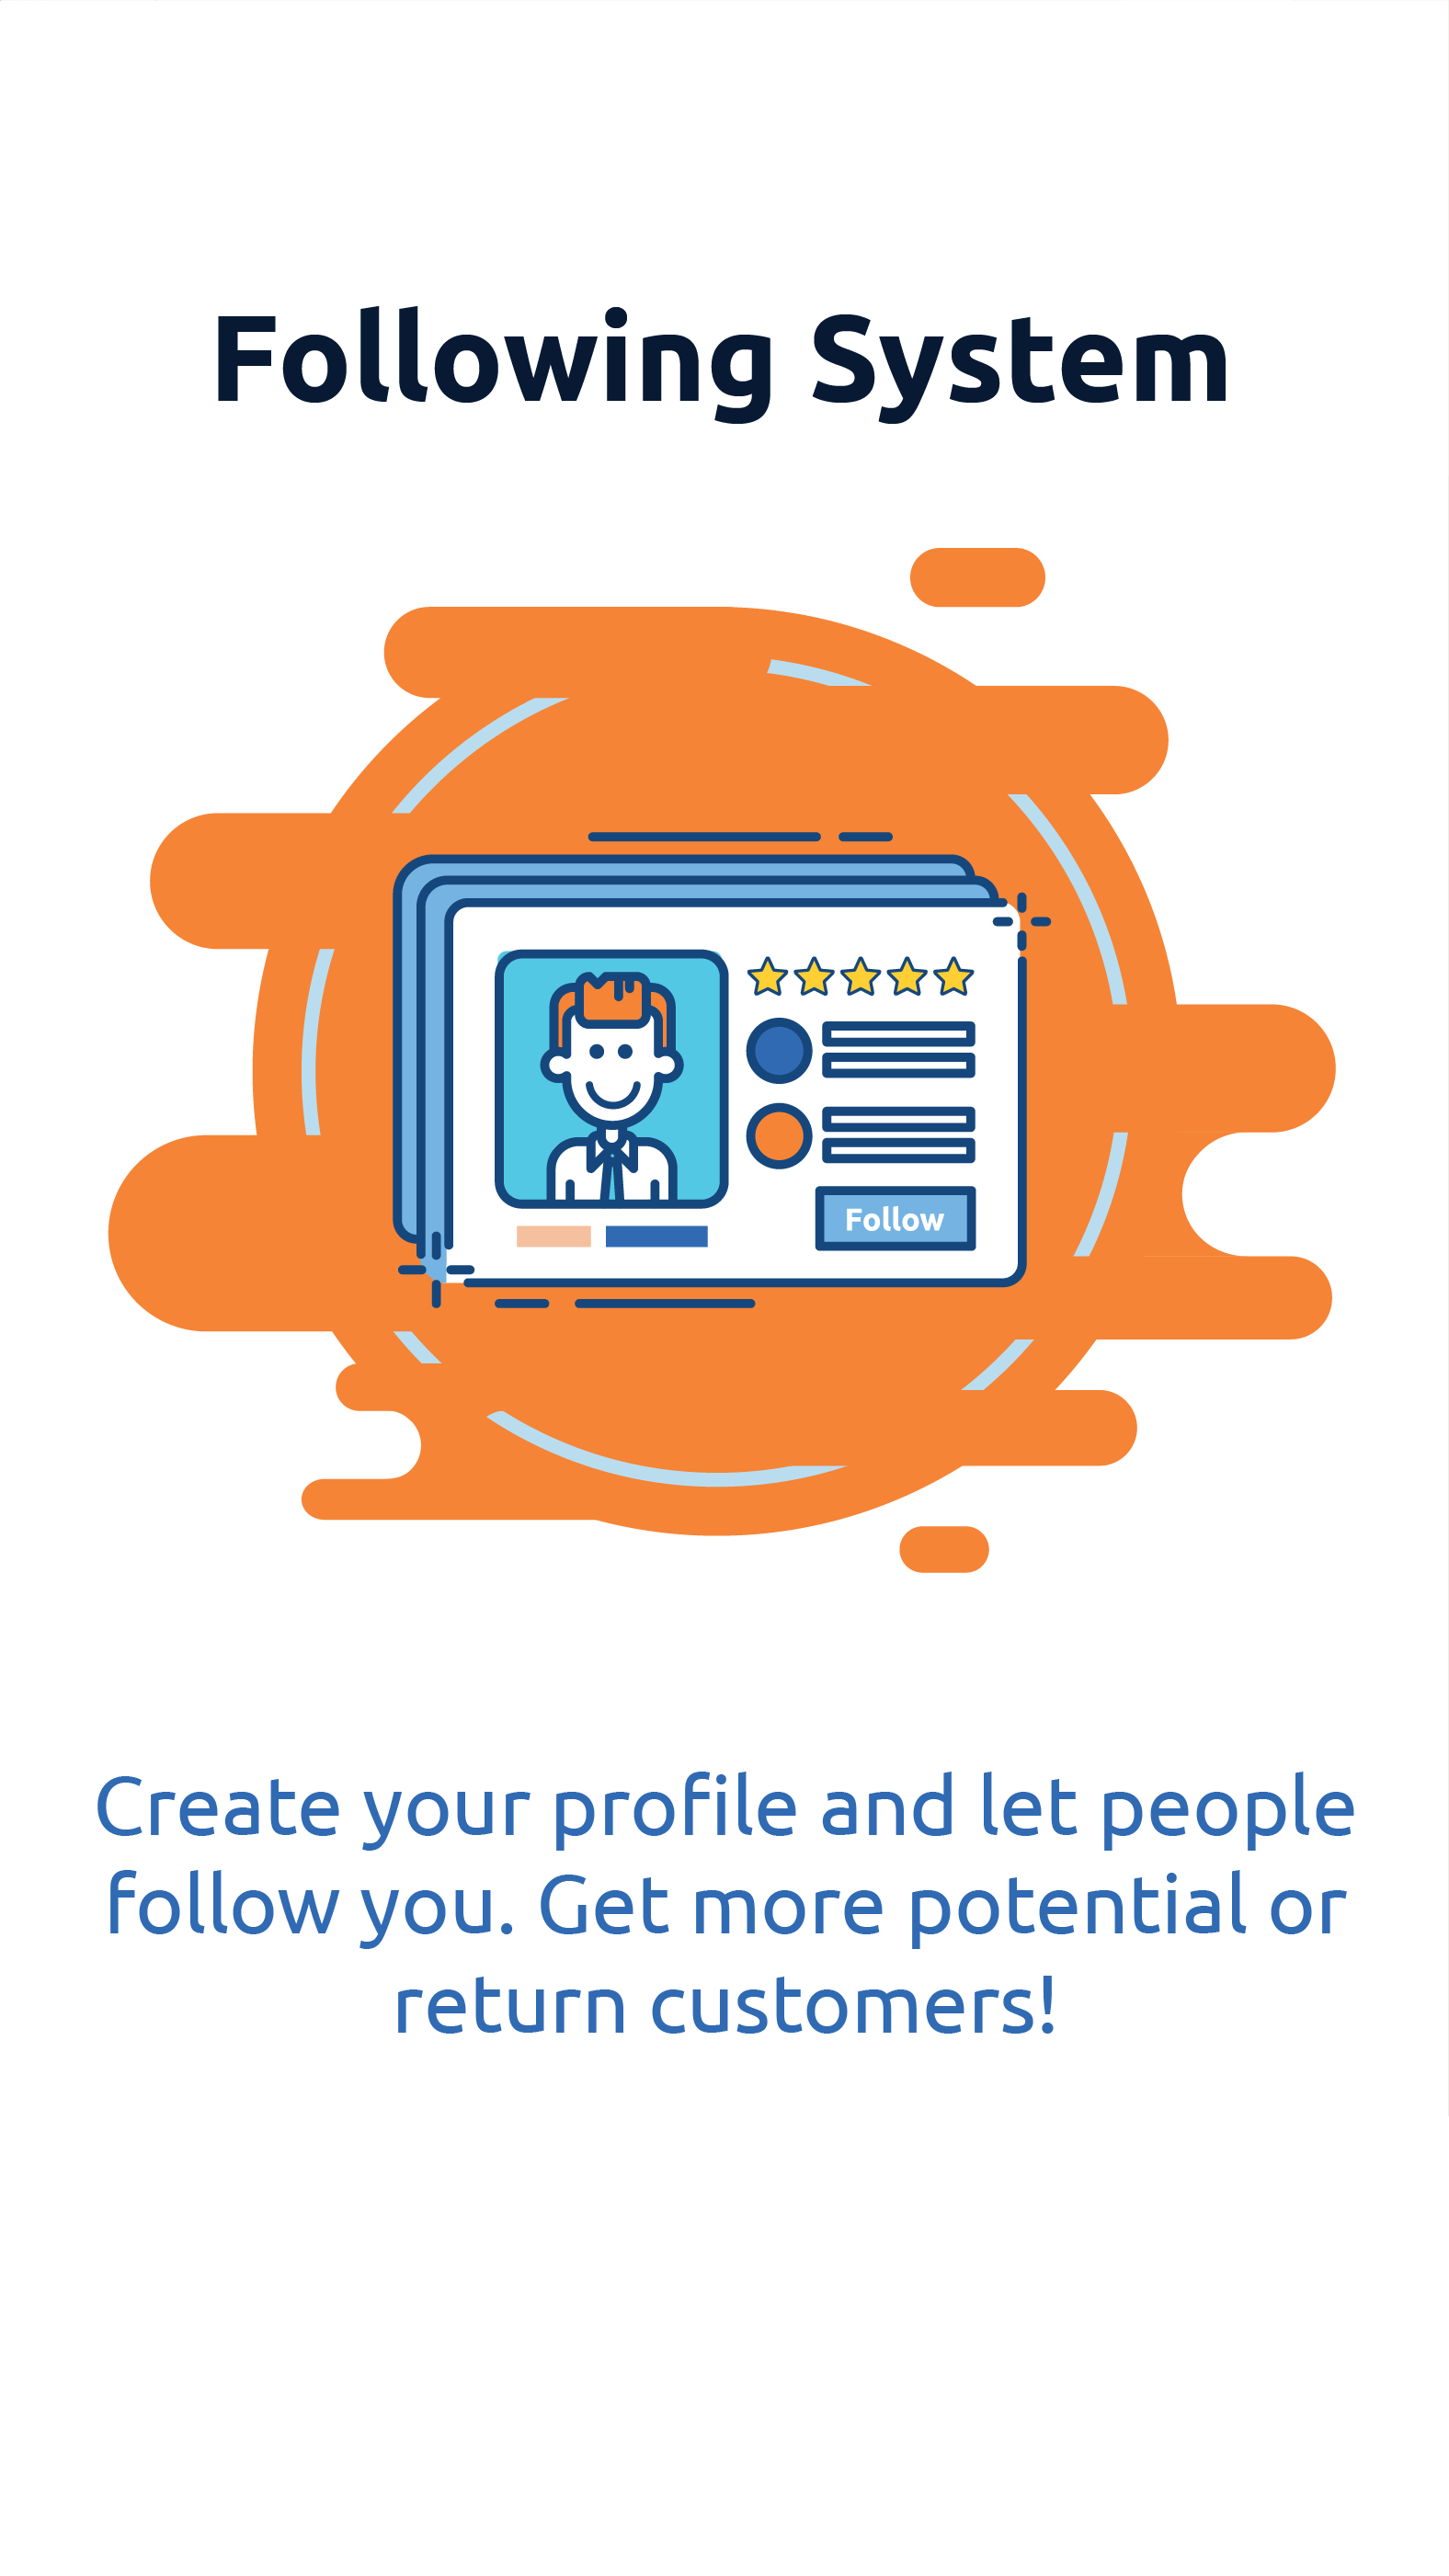 Following System
Follow
Create your profile and let people
follow you. Get more potential or
return customers!